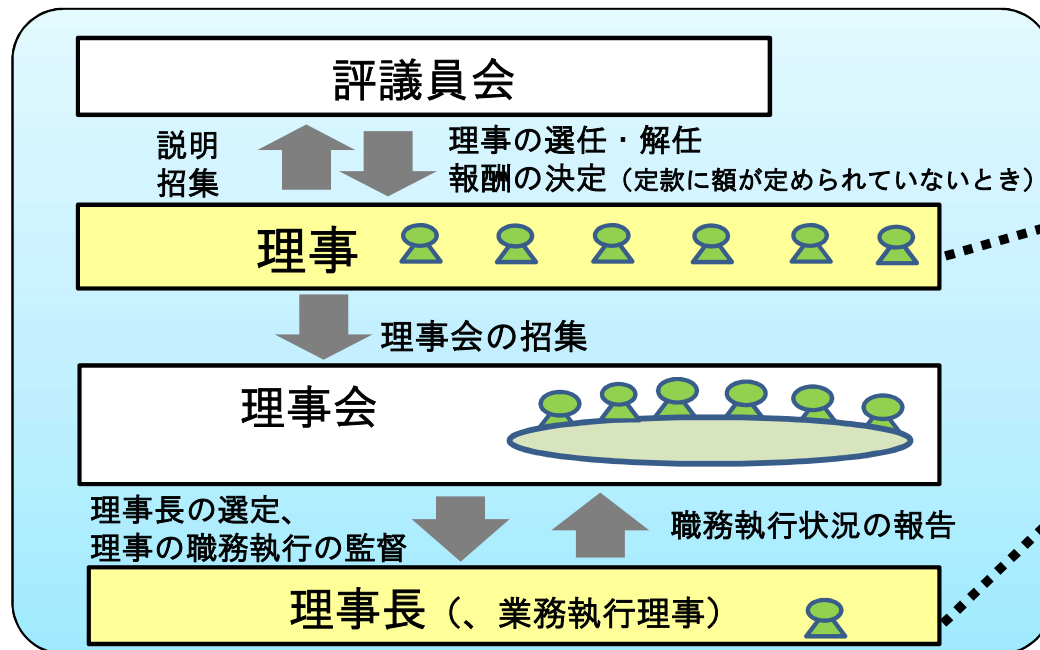 評議員会
説明
招集
理事の選任・解任
報酬の決定（定款に額が定められていないとき）
理事
理事会の招集
理事会
理事長の選定、
理事の職務執行の監督
職務執行状況の報告
理事長（、業務執行理事）